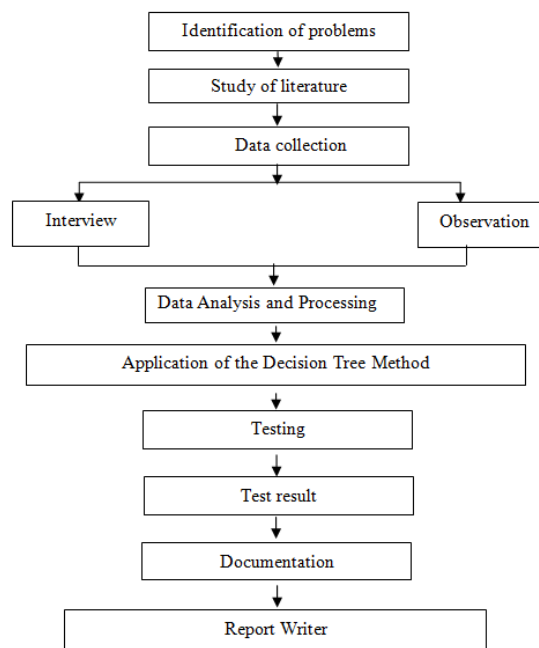 Identification of problems
Study of literature
Data collection
Interview
Observation
Data Analysis and Processing
Application of the Decision Tree Method
Testing
Test result
Documentation
Report Writer